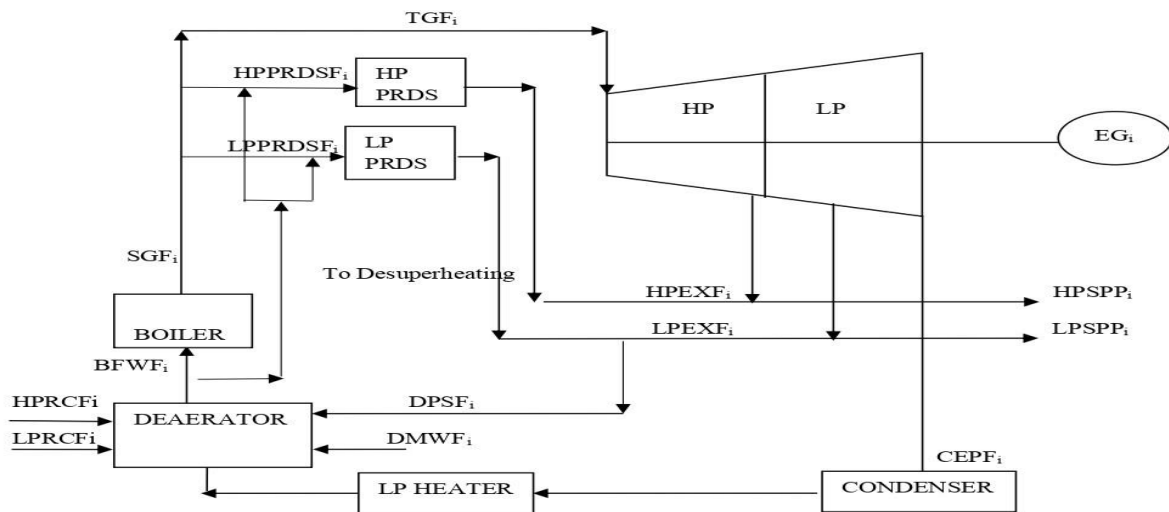 TGFᵢ
HPPRDSFᵢ
HP
PRDS
HP
LP
EGᵢ
LPPRDSFᵢ
LP
PRDS
SGFᵢ
To Desuperheating
HPEXFᵢ
HPSPPᵢ
BOILER
LPEXFᵢ
LPSPPᵢ
BFWFᵢ
HPRCFi
DEAERATOR
DPSFᵢ
LPRCFi
DMWFᵢ
CEPFᵢ
LP HEATER
CONDENSER